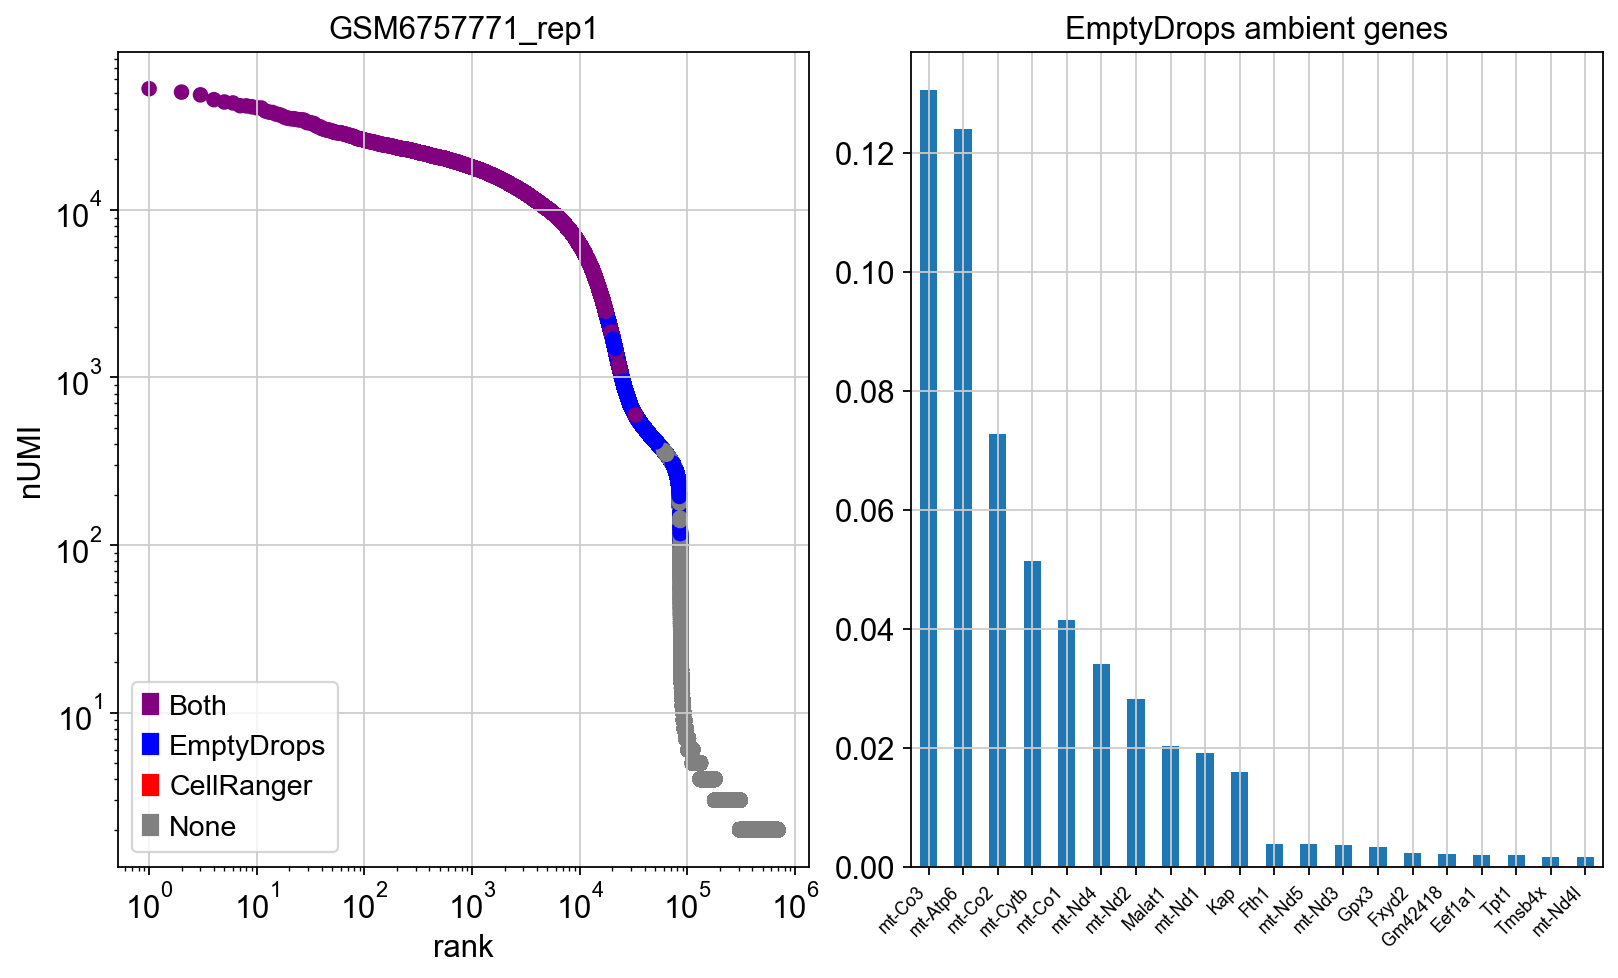 GSM6757771_rep1
nUMI
10^4
10^3
10^2
10^1
Both
EmptyDrops
CellRanger
None
10^0 10^1 10^2 10^3 10^4 10^5 10^6
rank
EmptyDrops ambient genes
0.12
0.10
0.08
0.06
0.04
0.02
0.00
mt-Co3 mt-Atp6 mt-Co2 mt-Cytb mt-Co1 mt-Nd4 mt-Nd2 Malat1 mt-Nd1 Kap Fth1 mt-Nd5 mt-Nd3 Gpx3 Fxyd2 Gm42418 Eef1a1 Tpt1 Tmsb4x mt-Nd4l